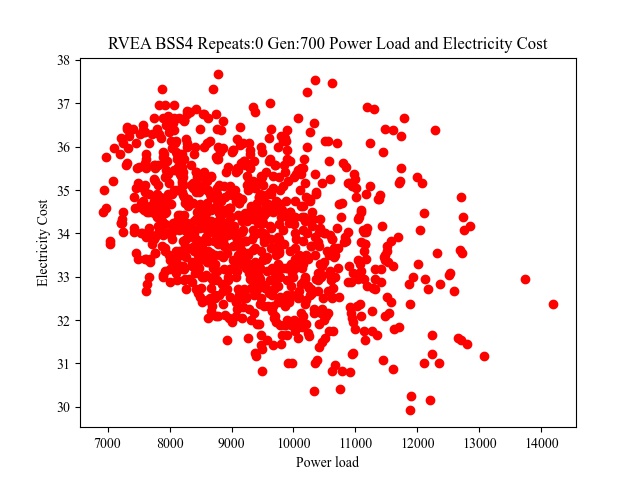 RVEA BSS4 Repeats:0 Gen:700 Power Load and Electricity Cost
38
37
36
35
34
33
32
31
30
Electricity Cost
7000 8000 9000 10000 11000 12000 13000 14000
Power load